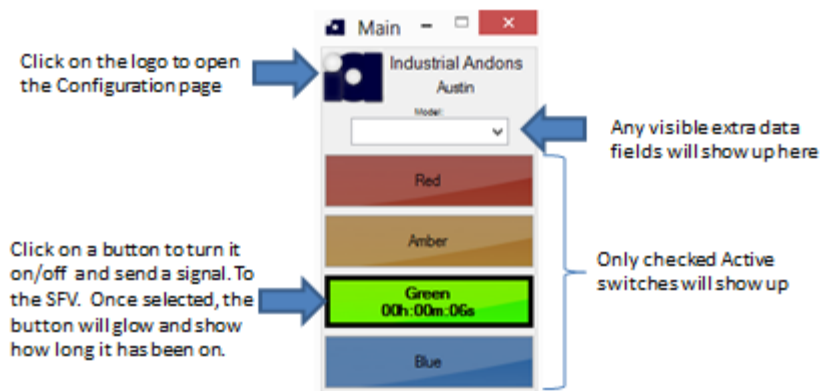 Main
Click on the logo to open
the Configuration page
Industrial Andons
Austin
Model:
Any visible extra data
fields will show up here
Red
Amber
Click on a button to turn it
on/off and send a signal. To
the SFV. Once selected, the
button will glow and show
how long it has been on.
Only checked Active
switches will show up
Green
00h:00m:06s
Blue